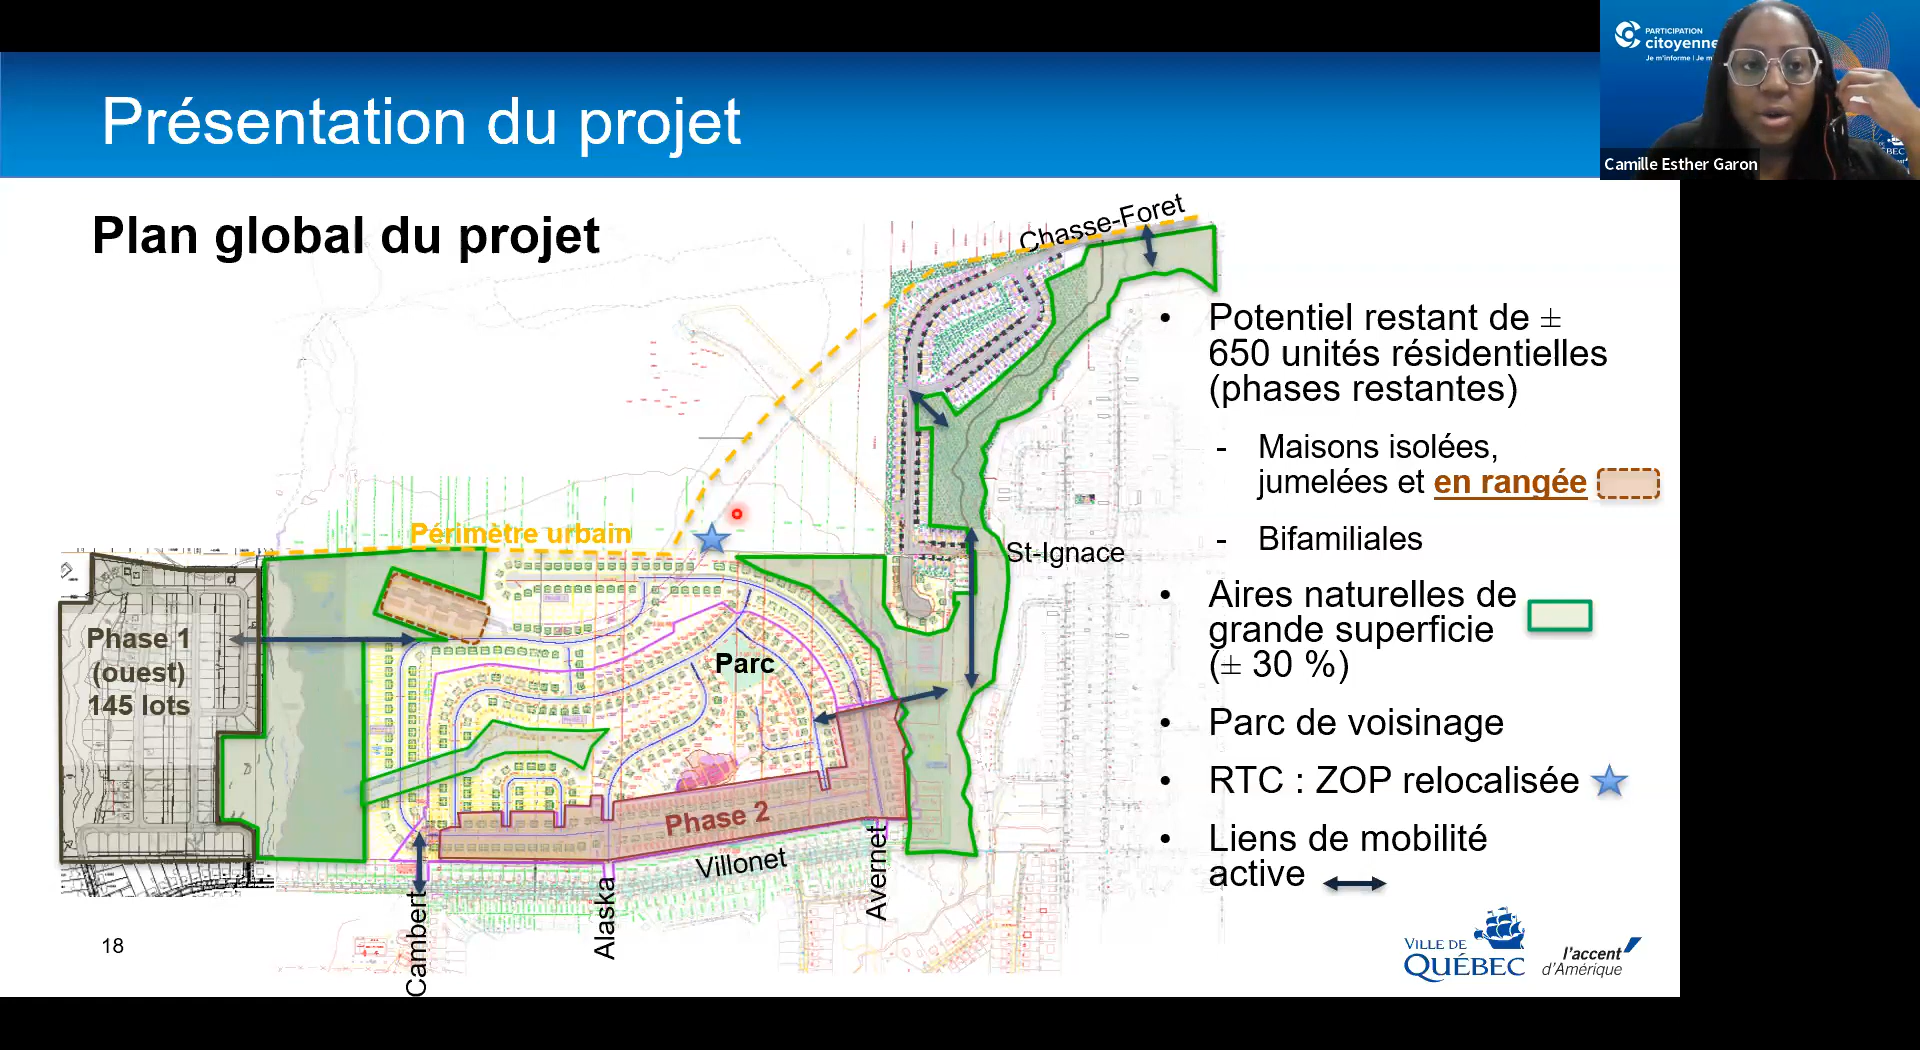 Présentation du projet
PARTICIPATION
citoyenne
Je m'informe | Je m'
Camille Esther Garon
Plan global du projet
Chasse-Foret
Périmètre urbain
St-Ignace
Phase 1
(ouest)
145 lots
Parc
Phase 2
Villonet
Avernet
Alaska
Cambert
• Potentiel restant de ±
650 unités résidentielles
(phases restantes)
- Maisons isolées,
jumelées et en rangée
- Bifamiliales
• Aires naturelles de
grande superficie
(± 30 %)
• Parc de voisinage
• RTC : ZOP relocalisée
• Liens de mobilité
active
18
VILLE DE
QUÉBEC
l'accent
d'Amérique